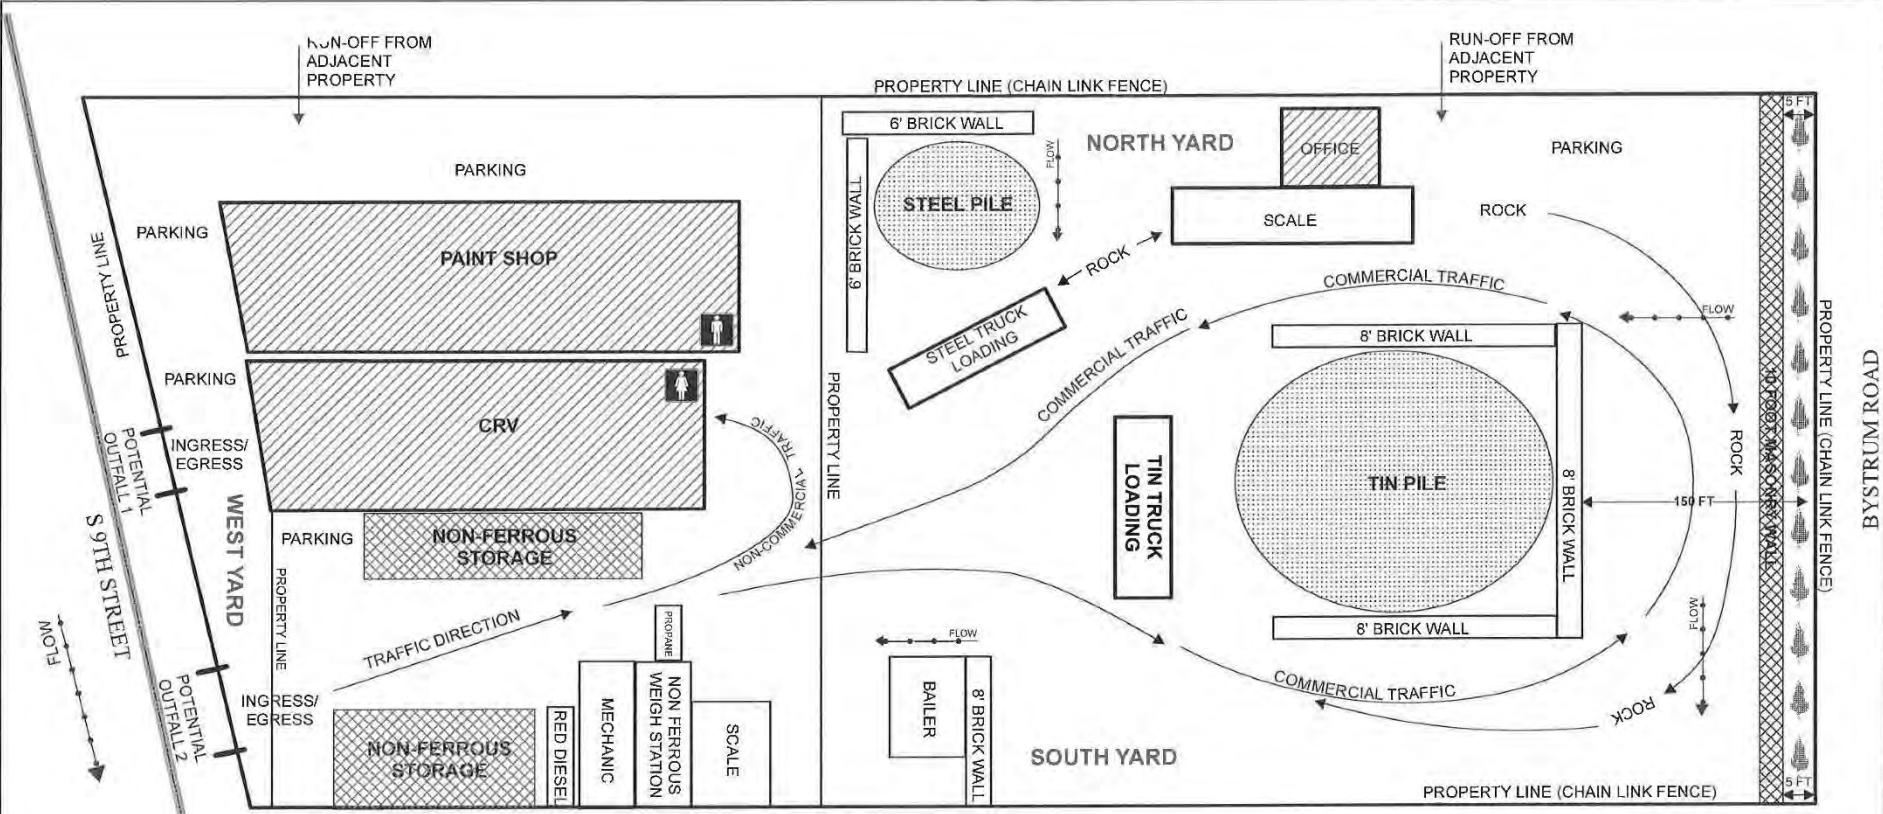 RUN-OFF FROM
ADJACENT
PROPERTY
RUN-OFF FROM
ADJACENT
PROPERTY
PROPERTY LINE (CHAIN LINK FENCE)
5 FT
6' BRICK WALL
NORTH YARD
OFFICE
PARKING
FLOW
PARKING
6' BRICK WALL
STEEL PILE
ROCK
SCALE
PARKING
PROPERTY LINE
PAINT SHOP
ROCK
COMMERCIAL TRAFFIC
FLOW
STEEL TRUCK
LOADING
COMMERCIAL TRAFFIC
8' BRICK WALL
PROPERTY LINE (CHAIN LINK FENCE)
BYSTRUM ROAD
PARKING
CRV
NON-COMMERCIAL TRAFFIC
PROPERTY LINE
TIN TRUCK
LOADING
TIN PILE
8' BRICK WALL
ROCK
10 FOOT MASONRY WALL
150 FT
POTENTIAL
OUTFALL 1
INGRESS/
EGRESS
WEST YARD
S 9TH STREET
PARKING
NON-FERROUS
STORAGE
PROPERTY LINE
TRAFFIC DIRECTION
PROPANE
FLOW
8' BRICK WALL
FLOW
FLOW
POTENTIAL
OUTFALL 2
INGRESS/
EGRESS
NON-FERROUS
STORAGE
RED DIESEL
MECHANIC
NON FERROUS
WEIGH STATION
SCALE
BAILER
8' BRICK WALL
COMMERCIAL TRAFFIC
ROCK
SOUTH YARD
5 FT
PROPERTY LINE (CHAIN LINK FENCE)